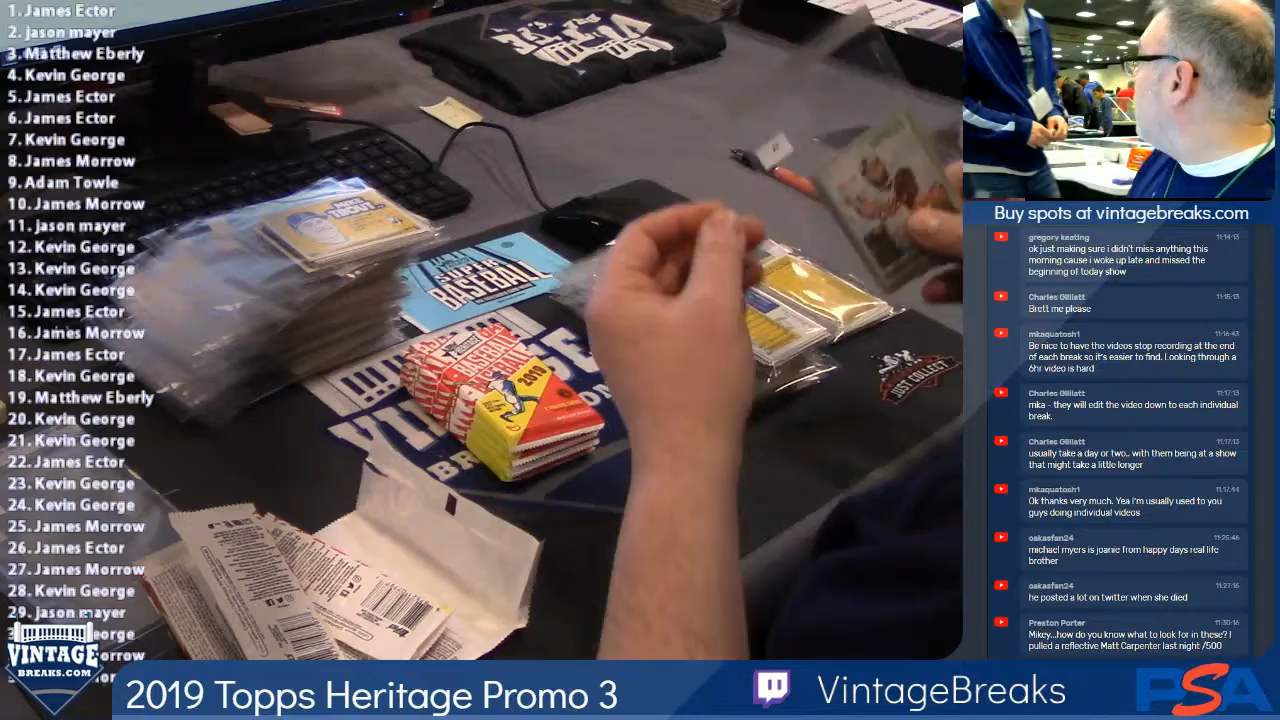 1. James Ector
2. jason mayer
3. Matthew Eberly
4. Kevin George
5. James Ector
6. James Ector
7. Kevin George
8. James Morrow
9. Adam Towle
10. James Morrow
11. jason mayer
12. Kevin George
13. Kevin George
14. Kevin George
15. James Ector
16. James Morrow
17. James Ector
18. Kevin George
19. Matthew Eberly
20. Kevin George
21. Kevin George
22. James Ector
23. Kevin George
24. Kevin George
25. James Morrow
26. James Ector
27. James Morrow
28. Kevin George
29. jason mayer
VINTAGE
BREAKS.COM
MIKE TROUT
SUPER
BASEBALL
BASEBALL
2019
JUST COLLECT
Buy spots at vintagebreaks.com
gregory keating 11:14:13
ok just making sure i didn't miss anything this
morning cause i woke up late and missed the
beginning of today show
Charles Gilliatt 11:15:13
Brett me please
mkaquatosh1 11:16:43
Be nice to have the videos stop recording at the end
of each break so it's easier to find. Looking through a
6hr video is hard
Charles Gilliatt 11:17:13
mka - they will edit the video down to each individual
break.
Charles Gilliatt 11:17:13
usually take a day or two.. with them being at a show
that might take a little longer
mkaquatosh1 11:17:44
Ok thanks very much. Yea I'm usually used to you
guys doing individual videos
oakasfan24 11:25:46
michael myers is joanie from happy days real life
brother
oakasfan24 11:27:16
he posted a lot on twitter when she died
Preston Porter 11:30:16
Mikey...how do you know what to look for in these? I
pulled a reflective Matt Carpenter last night /500
2019 Topps Heritage Promo 3
VintageBreaks
PSA